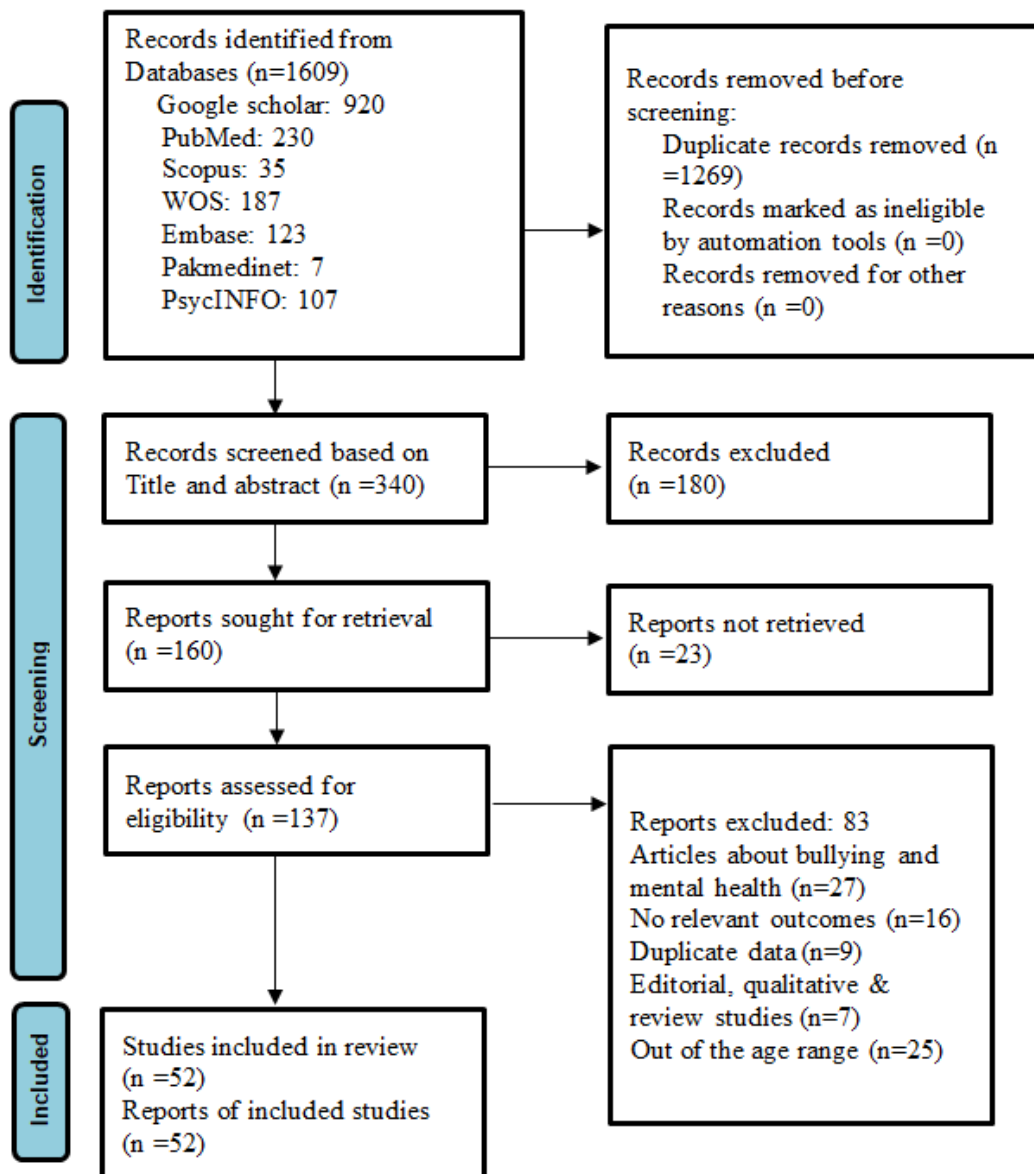 Identification
Records identified from
Databases (n=1609)
Google scholar: 920
PubMed: 230
Scopus: 35
WOS: 187
Embase: 123
Pakmedinet: 7
PsycINFO: 107
Records removed before
screening:
Duplicate records removed (n
=1269)
Records marked as ineligible
by automation tools (n =0)
Records removed for other
reasons (n =0)
Screening
Records screened based on
Title and abstract (n =340)
Records excluded
(n =180)
Reports sought for retrieval
(n =160)
Reports not retrieved
(n =23)
Reports assessed for
eligibility (n =137)
Reports excluded: 83
Articles about bullying and
mental health (n=27)
No relevant outcomes (n=16)
Duplicate data (n=9)
Editorial, qualitative &
review studies (n=7)
Out of the age range (n=25)
Included
Studies included in review
(n =52)
Reports of included studies
(n =52)